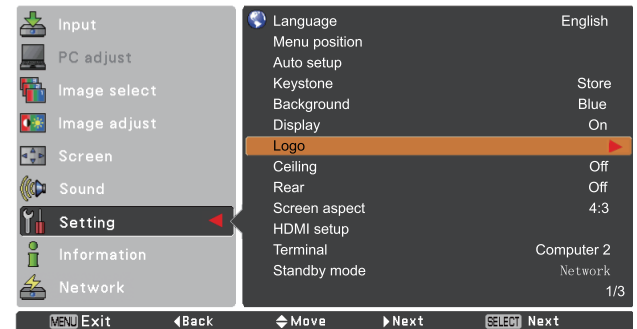 Input
PC adjust
Image select
Image adjust
Screen
Sound
Setting
Information
Network
Language English
Menu position
Auto setup
Keystone Store
Background Blue
Display On
Logo
Ceiling Off
Rear Off
Screen aspect 4:3
HDMI setup
Terminal Computer 2
Standby mode Network
1/3
MENU Exit Back Move Next SELECT Next